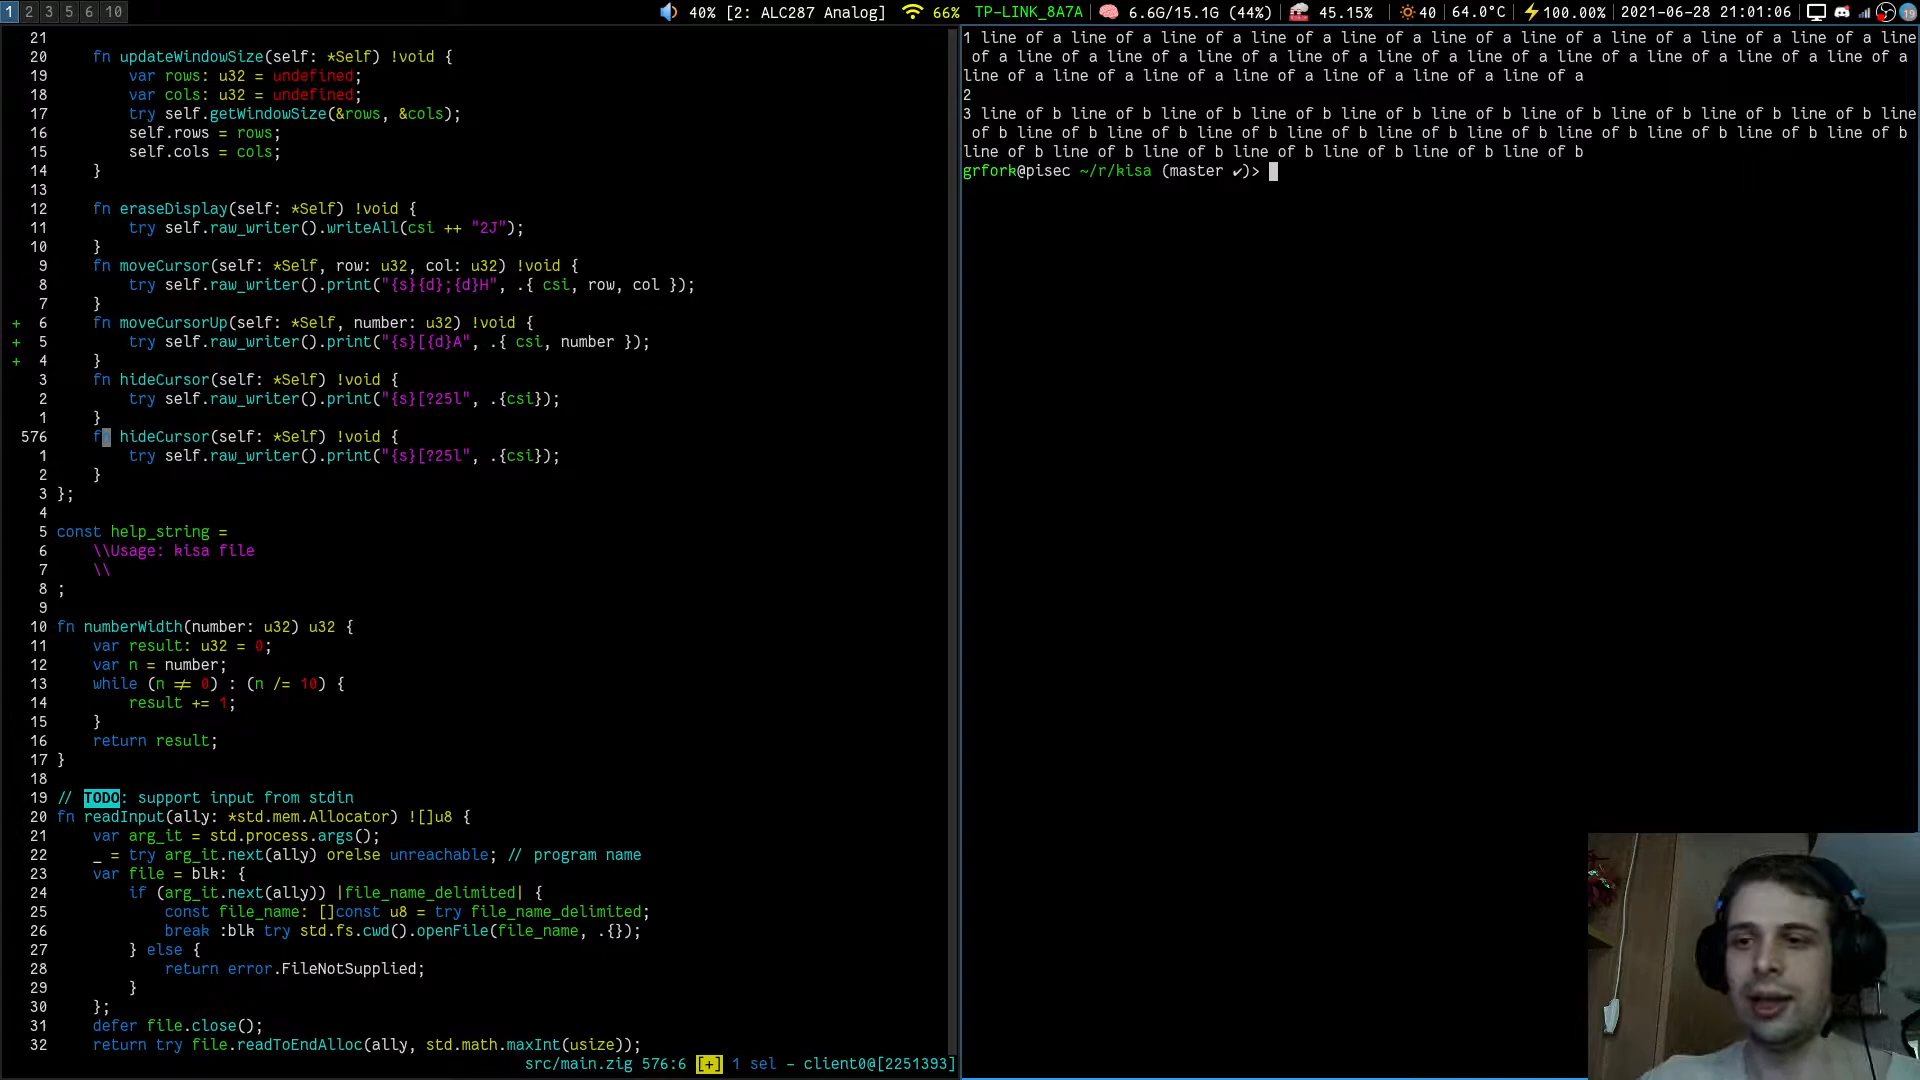 1 2 3 5 6 10 40% [2: ALC287 Analog] 66% TP-LINK_8A7A 6.6G/15.1G (44%) 45.15% 40 64.0°C 100.00% 2021-06-28 21:01:06 19
21
20 fn updateWindowSize(self: *Self) !void {
19 var rows: u32 = undefined;
18 var cols: u32 = undefined;
17 try self.getWindowSize(&rows, &cols);
16 self.rows = rows;
15 self.cols = cols;
14 }
13
12 fn eraseDisplay(self: *Self) !void {
11 try self.raw_writer().writeAll(csi ++ "2J");
10 }
9 fn moveCursor(self: *Self, row: u32, col: u32) !void {
8 try self.raw_writer().print("{s}{d};{d}H", .{ csi, row, col });
7 }
+ 6 fn moveCursorUp(self: *Self, number: u32) !void {
+ 5 try self.raw_writer().print("{s}[{d}A", .{ csi, number });
+ 4 }
3 fn hideCursor(self: *Self) !void {
2 try self.raw_writer().print("{s}[?25l", .{csi});
1 }
576 fn hideCursor(self: *Self) !void {
1 try self.raw_writer().print("{s}[?25l", .{csi});
2 }
3 };
4
5 const help_string =
6 \\Usage: kisa file
7 \\
8 ;
9
10 fn numberWidth(number: u32) u32 {
11 var result: u32 = 0;
12 var n = number;
13 while (n ≠ 0) : (n /= 10) {
14 result += 1;
15 }
16 return result;
17 }
18
19 // TODO: support input from stdin
20 fn readInput(ally: *std.mem.Allocator) ![]u8 {
21 var arg_it = std.process.args();
22 _ = try arg_it.next(ally) orelse unreachable; // program name
23 var file = blk: {
24 if (arg_it.next(ally)) |file_name_delimited| {
25 const file_name: []const u8 = try file_name_delimited;
26 break :blk try std.fs.cwd().openFile(file_name, .{});
27 } else {
28 return error.FileNotSupplied;
29 }
30 };
31 defer file.close();
32 return try file.readToEndAlloc(ally, std.math.maxInt(usize));
src/main.zig 576:6 [+] 1 sel - client0@[2251393]
1 line of a line of a line of a line of a line of a line of a line of a line of a line of a line of a line
of a line of a line of a line of a line of a line of a line of a line of a line of a line of a line of a
line of a line of a line of a line of a line of a line of a line of a
2
3 line of b line of b line of b line of b line of b line of b line of b line of b line of b line of b line
of b line of b line of b line of b line of b line of b line of b line of b line of b line of b line of b
line of b line of b line of b line of b line of b line of b line of b
grfork@pisec ~/r/kisa (master ✔)>